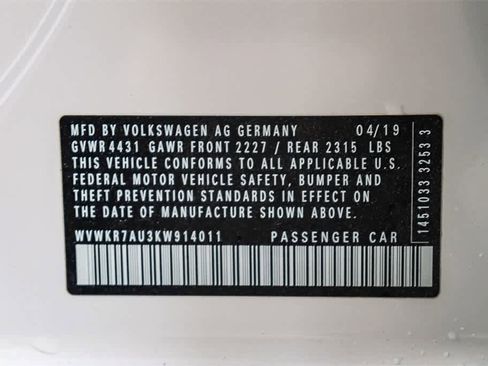 MFD BY VOLKSWAGEN AG GERMANY 04/19
GVWR 4431 GAWR FRONT 2227 / REAR 2315 LBS
THIS VEHICLE CONFORMS TO ALL APPLICABLE U.S.
FEDERAL MOTOR VEHICLE SAFETY, BUMPER AND
THEFT PREVENTION STANDARDS IN EFFECT ON
THE DATE OF MANUFACTURE SHOWN ABOVE.
WVWKR7AU3KW914011 PASSENGER CAR
1451033 3253 3